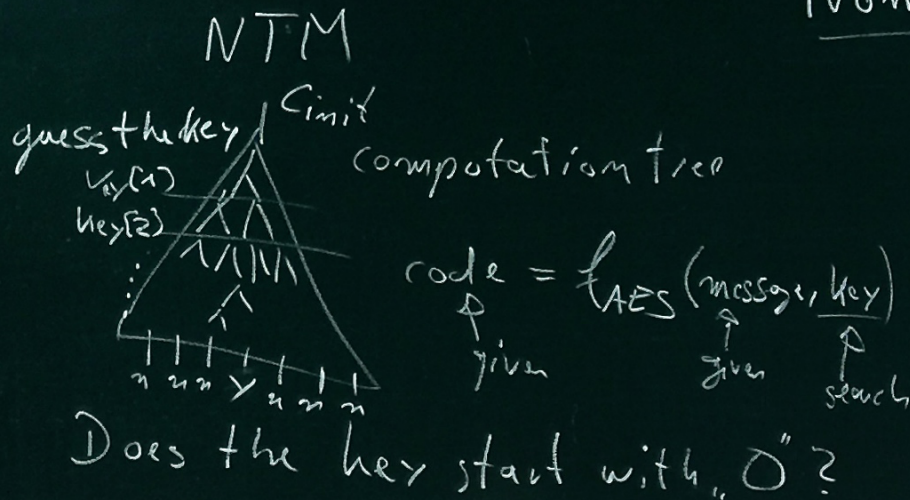 NTM
Cinit
guess the key
computation tree
key[1]
key[2]
code = fAES (message, key)
given
given
search
n n n y n n n
Does the key start with „0"?